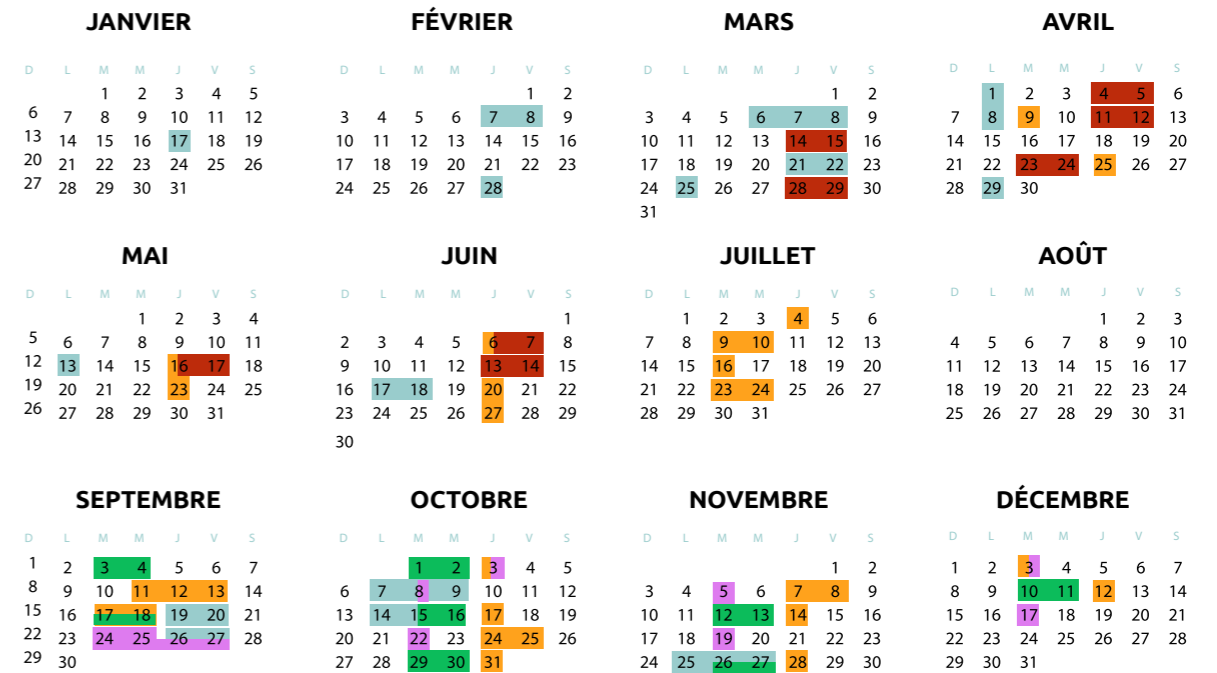 JANVIER
D L M M J V S
1 2 3 4 5
6 7 8 9 10 11 12
13 14 15 16 17 18 19
20 21 22 23 24 25 26
27 28 29 30 31
FÉVRIER
D L M M J V S
1 2
3 4 5 6 7 8 9
10 11 12 13 14 15 16
17 18 19 20 21 22 23
24 25 26 27 28
MARS
D L M M J V S
1 2
3 4 5 6 7 8 9
10 11 12 13 14 15 16
17 18 19 20 21 22 23
24 25 26 27 28 29 30
31
AVRIL
D L M M J V S
1 2 3 4 5 6
7 8 9 10 11 12 13
14 15 16 17 18 19 20
21 22 23 24 25 26 27
28 29 30
MAI
D L M M J V S
1 2 3 4
5 6 7 8 9 10 11
12 13 14 15 16 17 18
19 20 21 22 23 24 25
26 27 28 29 30 31
JUIN
D L M M J V S
1
2 3 4 5 6 7 8
9 10 11 12 13 14 15
16 17 18 19 20 21 22
23 24 25 26 27 28 29
30
JUILLET
D L M M J V S
1 2 3 4 5 6
7 8 9 10 11 12 13
14 15 16 17 18 19 20
21 22 23 24 25 26 27
28 29 30 31
AOÛT
D L M M J V S
1 2 3
4 5 6 7 8 9 10
11 12 13 14 15 16 17
18 19 20 21 22 23 24
25 26 27 28 29 30 31
SEPTEMBRE
D L M M J V S
1 2 3 4 5 6 7
8 9 10 11 12 13 14
15 16 17 18 19 20 21
22 23 24 25 26 27 28
29 30
OCTOBRE
D L M M J V S
1 2 3 4 5
6 7 8 9 10 11 12
13 14 15 16 17 18 19
20 21 22 23 24 25 26
27 28 29 30 31
NOVEMBRE
D L M M J V S
1 2
3 4 5 6 7 8 9
10 11 12 13 14 15 16
17 18 19 20 21 22 23
24 25 26 27 28 29 30
DÉCEMBRE
D L M M J V S
1 2 3 4 5 6 7
8 9 10 11 12 13 14
15 16 17 18 19 20 21
22 23 24 25 26 27 28
29 30 31